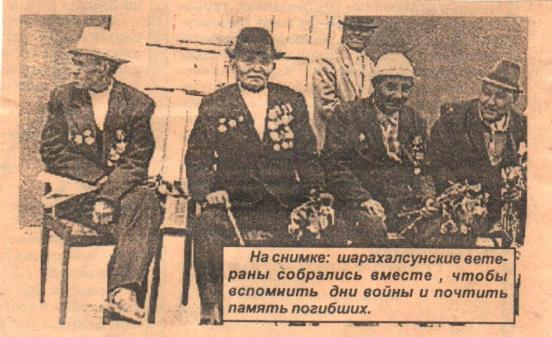 На снимке: шарахалсунские вете-
раны собрались вместе , чтобы
вспомнить дни войны и почтить
память погибших.